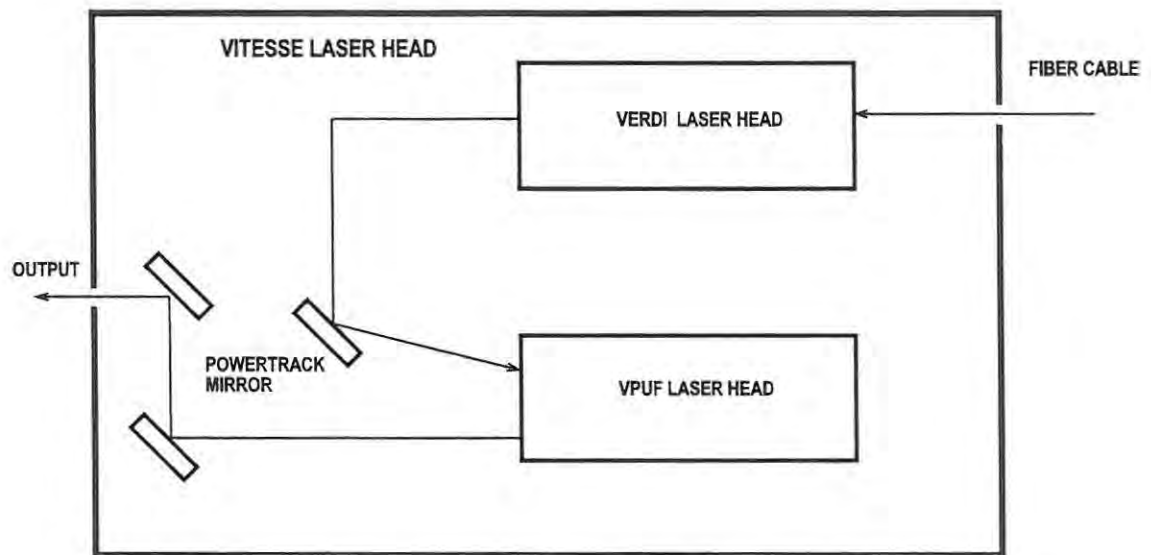 VITESSE LASER HEAD
FIBER CABLE
VERDI LASER HEAD
OUTPUT
POWERTRACK
MIRROR
VPUF LASER HEAD